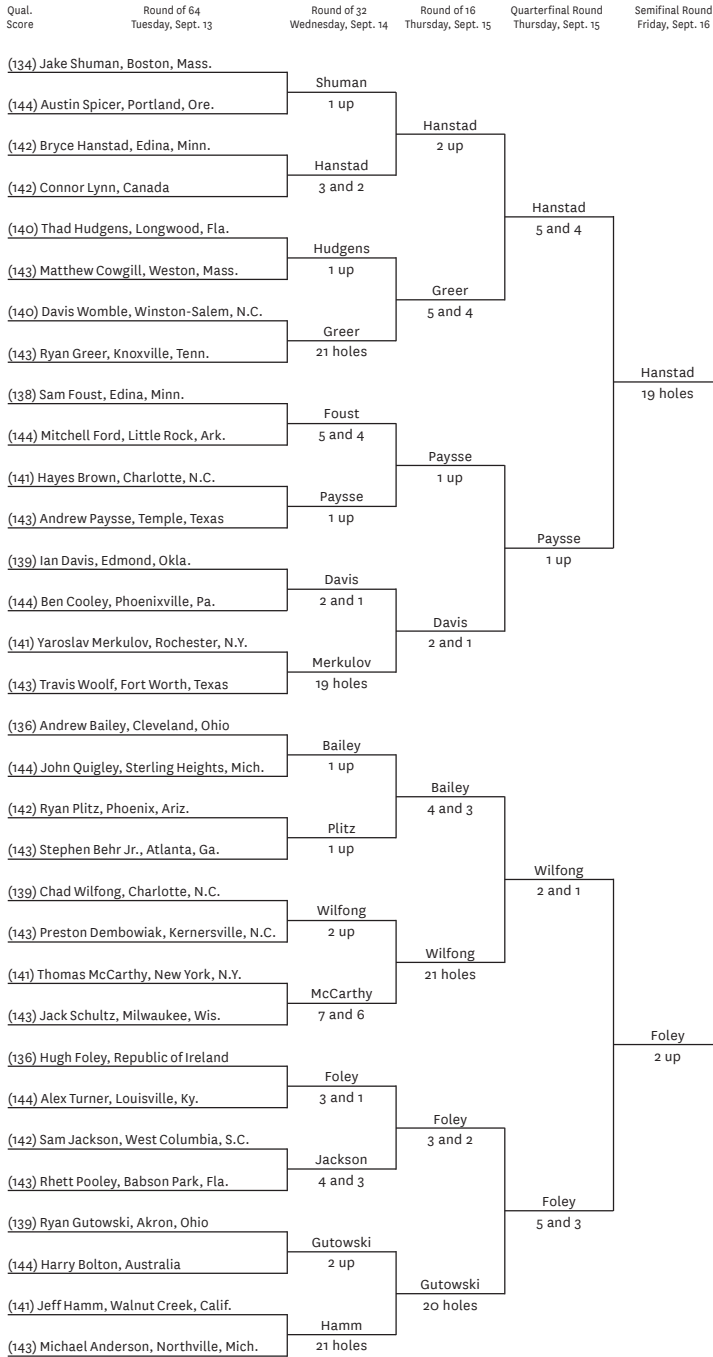 Qual.
Score
Round of 64
Tuesday, Sept. 13
Round of 32
Wednesday, Sept. 14
Round of 16
Thursday, Sept. 15
Quarterfinal Round
Thursday, Sept. 15
Semifinal Round
Friday, Sept. 16
(134) Jake Shuman, Boston, Mass.
(144) Austin Spicer, Portland, Ore.
(142) Bryce Hanstad, Edina, Minn.
(142) Connor Lynn, Canada
(140) Thad Hudgens, Longwood, Fla.
(143) Matthew Cowgill, Weston, Mass.
(140) Davis Womble, Winston-Salem, N.C.
(143) Ryan Greer, Knoxville, Tenn.
(138) Sam Foust, Edina, Minn.
(144) Mitchell Ford, Little Rock, Ark.
(141) Hayes Brown, Charlotte, N.C.
(143) Andrew Paysse, Temple, Texas
(139) Ian Davis, Edmond, Okla.
(144) Ben Cooley, Phoenixville, Pa.
(141) Yaroslav Merkulov, Rochester, N.Y.
(143) Travis Woolf, Fort Worth, Texas
(136) Andrew Bailey, Cleveland, Ohio
(144) John Quigley, Sterling Heights, Mich.
(142) Ryan Plitz, Phoenix, Ariz.
(143) Stephen Behr Jr., Atlanta, Ga.
(139) Chad Wilfong, Charlotte, N.C.
(143) Preston Dembowiak, Kernersville, N.C.
(141) Thomas McCarthy, New York, N.Y.
(143) Jack Schultz, Milwaukee, Wis.
(136) Hugh Foley, Republic of Ireland
(144) Alex Turner, Louisville, Ky.
(142) Sam Jackson, West Columbia, S.C.
(143) Rhett Pooley, Babson Park, Fla.
(139) Ryan Gutowski, Akron, Ohio
(144) Harry Bolton, Australia
(141) Jeff Hamm, Walnut Creek, Calif.
(143) Michael Anderson, Northville, Mich.
Shuman
1 up
Hanstad
3 and 2
Hudgens
1 up
Greer
21 holes
Foust
5 and 4
Paysse
1 up
Davis
2 and 1
Merkulov
19 holes
Bailey
1 up
Plitz
1 up
Wilfong
2 up
McCarthy
7 and 6
Foley
3 and 1
Jackson
4 and 3
Gutowski
2 up
Hamm
21 holes
Hanstad
2 up
Greer
5 and 4
Paysse
1 up
Davis
2 and 1
Bailey
4 and 3
Wilfong
21 holes
Foley
3 and 2
Gutowski
20 holes
Hanstad
5 and 4
Paysse
1 up
Wilfong
2 and 1
Foley
5 and 3
Hanstad
19 holes
Foley
2 up